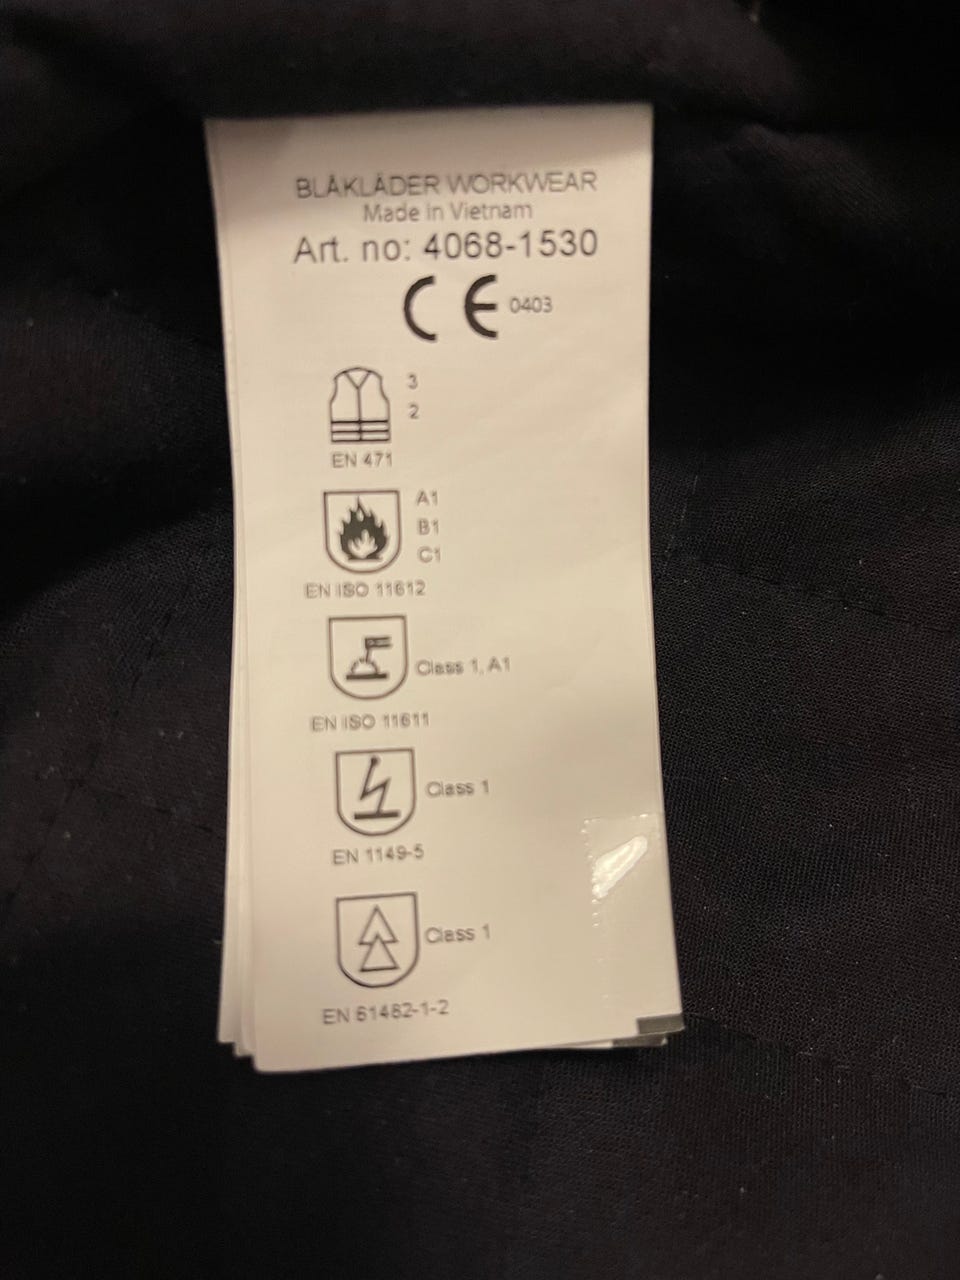 BLÅKLÄDER WORKWEAR
Made in Vietnam
Art. no: 4068-1530
CE 0403
3
2
EN 471
A1
B1
C1
EN ISO 11612
Class 1, A1
EN ISO 11611
Class 1
EN 1149-5
Class 1
EN 61482-1-2